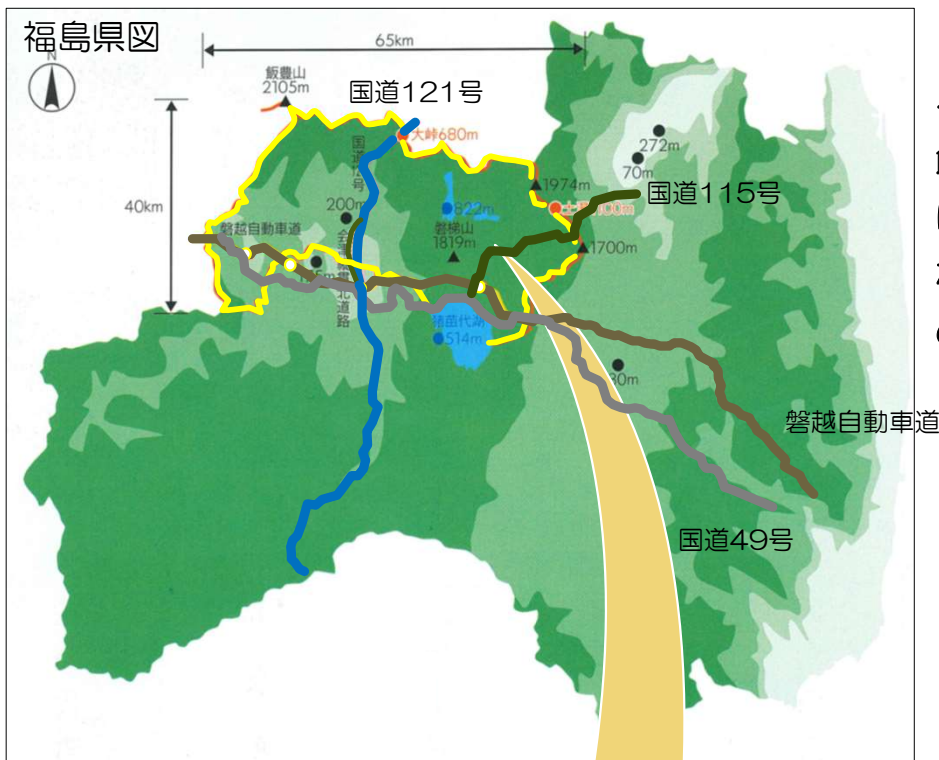 福島県図
N
65km
飯豊山
2105m
国道121号
大峠680m
272m
70m
1974m
国道115号
40km
200m
822m
磐越自動車道
磐梯山
1819m
1700m
猪苗代湖
514m
磐越自動車道
国道49号